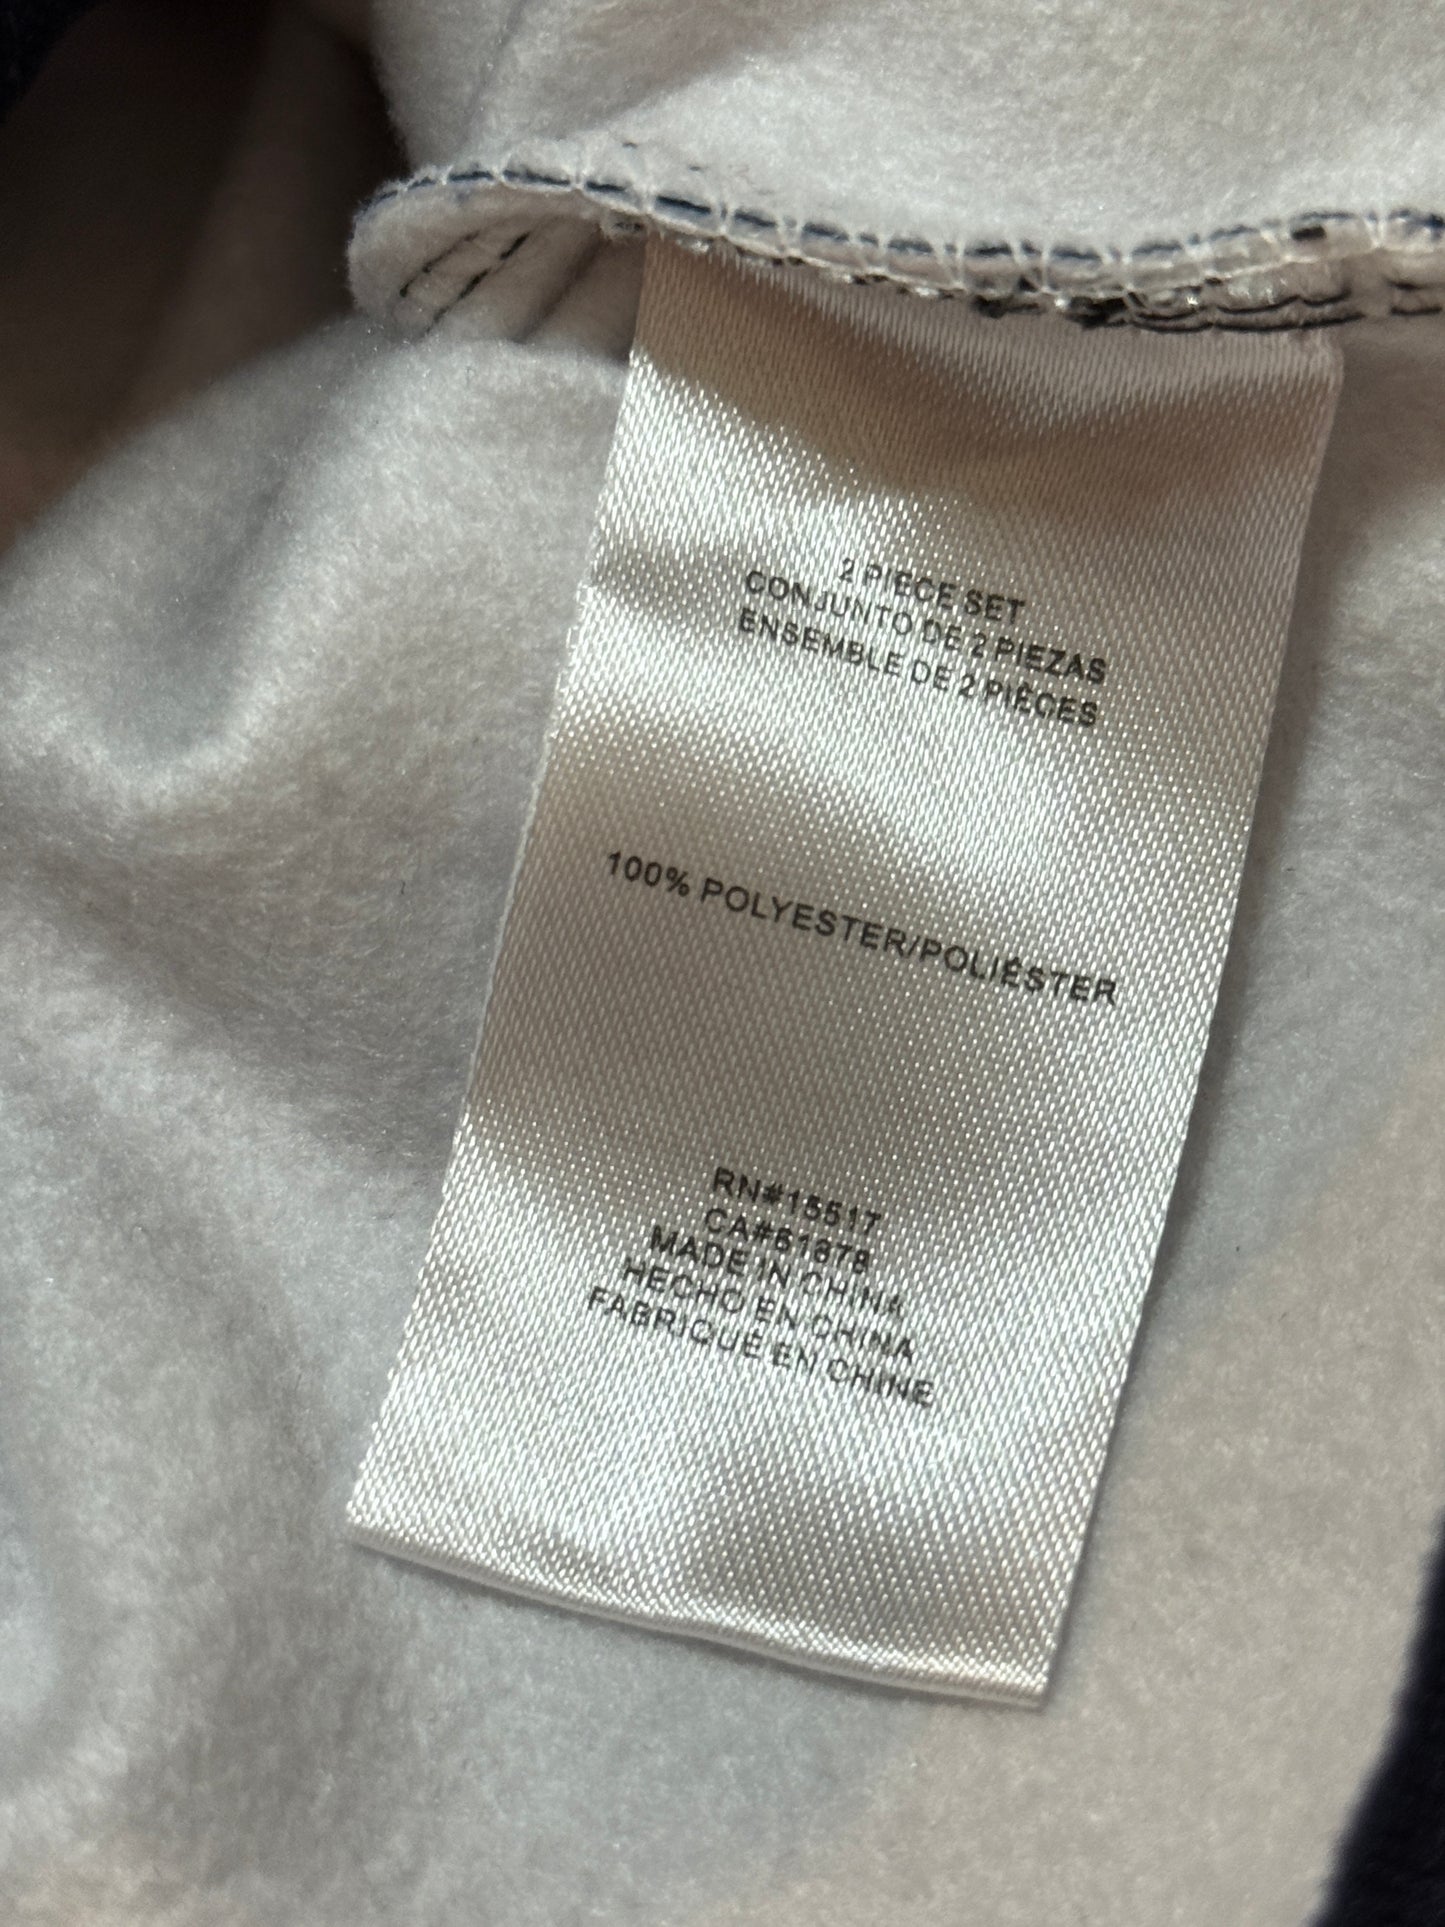 2 PIECE SET
CONJUNTO DE 2 PIEZAS
ENSEMBLE DE 2 PIÈCES
100% POLYESTER/POLIÉSTER
RN#15517
CA#61878
MADE IN CHINA
HECHO EN CHINA
FABRIQUÉ EN CHINE